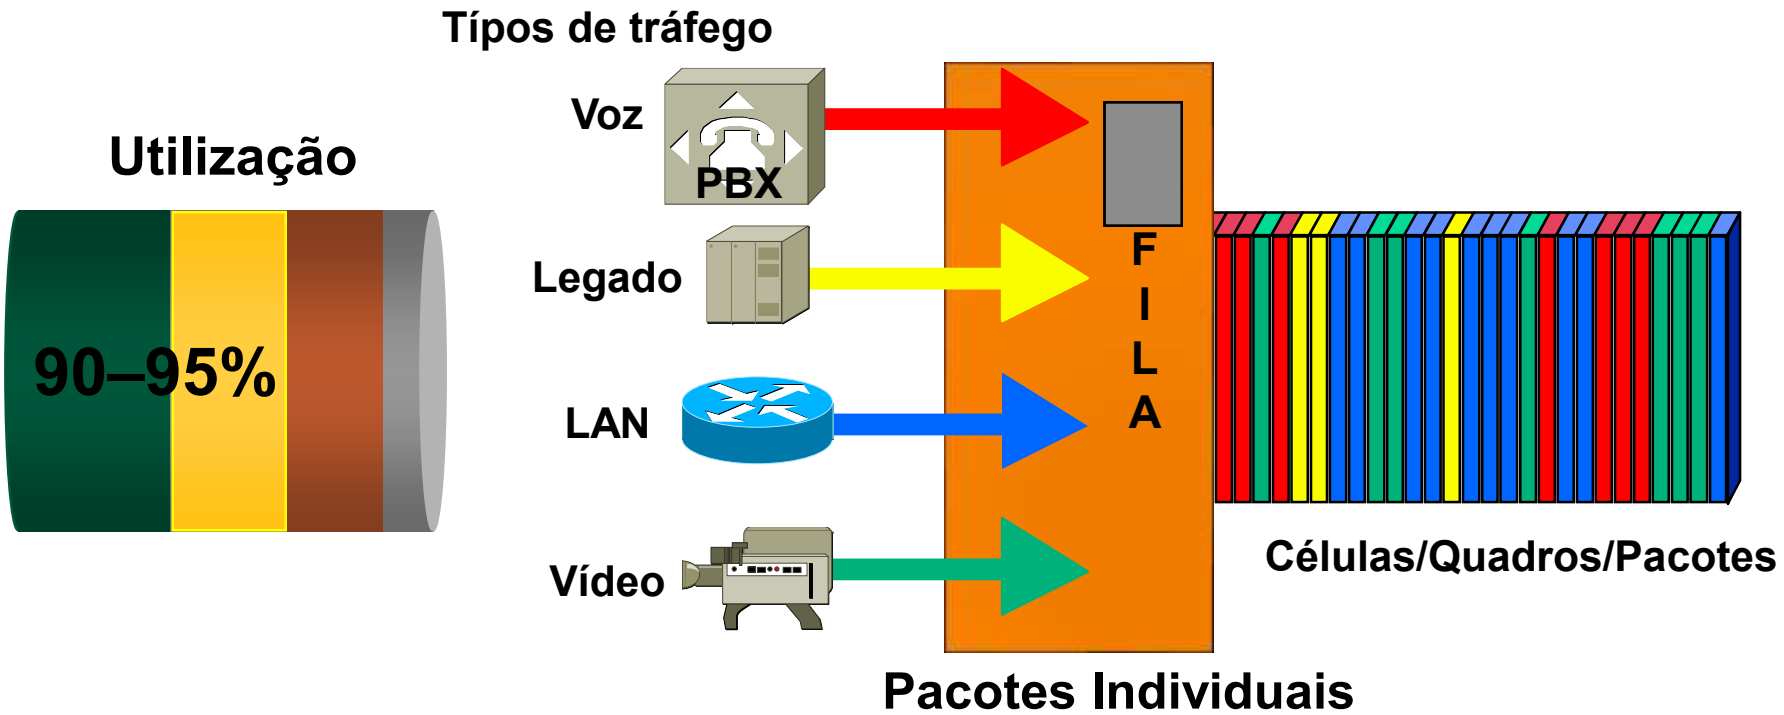 Típos de tráfego
Utilização
90–95%
Voz
PBX
Legado
LAN
Vídeo
F
I
L
A
Células/Quadros/Pacotes
Pacotes Individuais